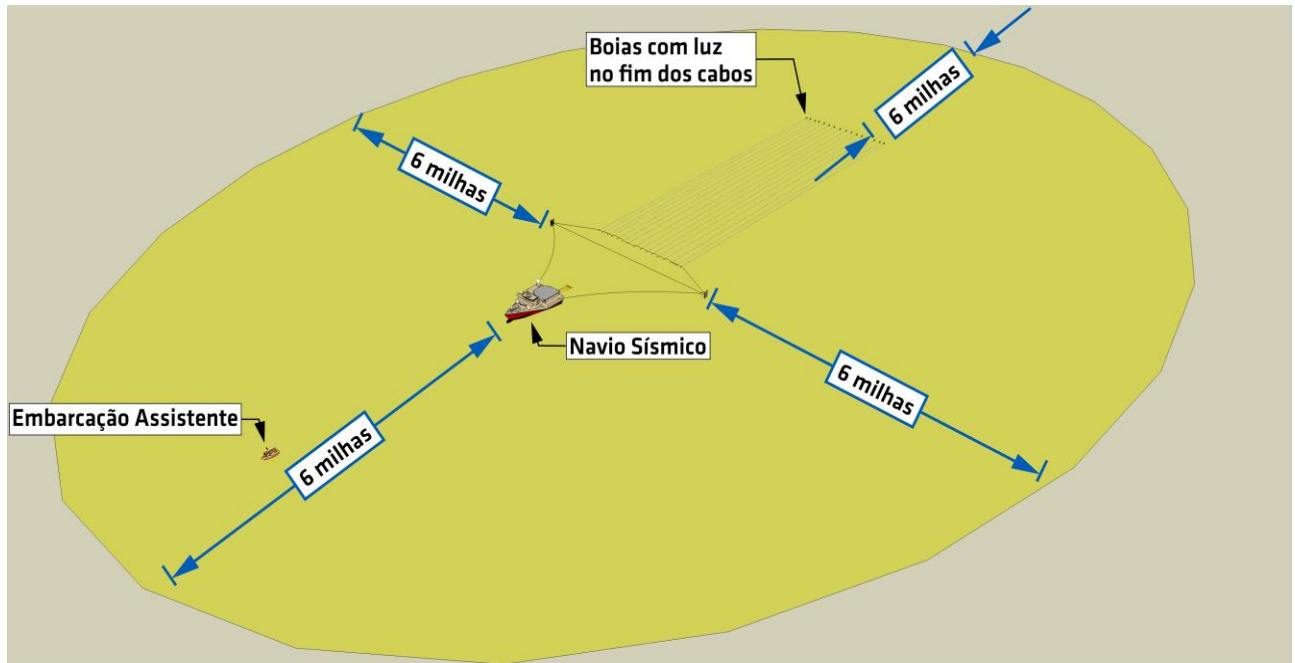 Boias com luz
no fim dos cabos
6 milhas
6 milhas
Navio Sísmico
6 milhas
Embarcação Assistente
6 milhas